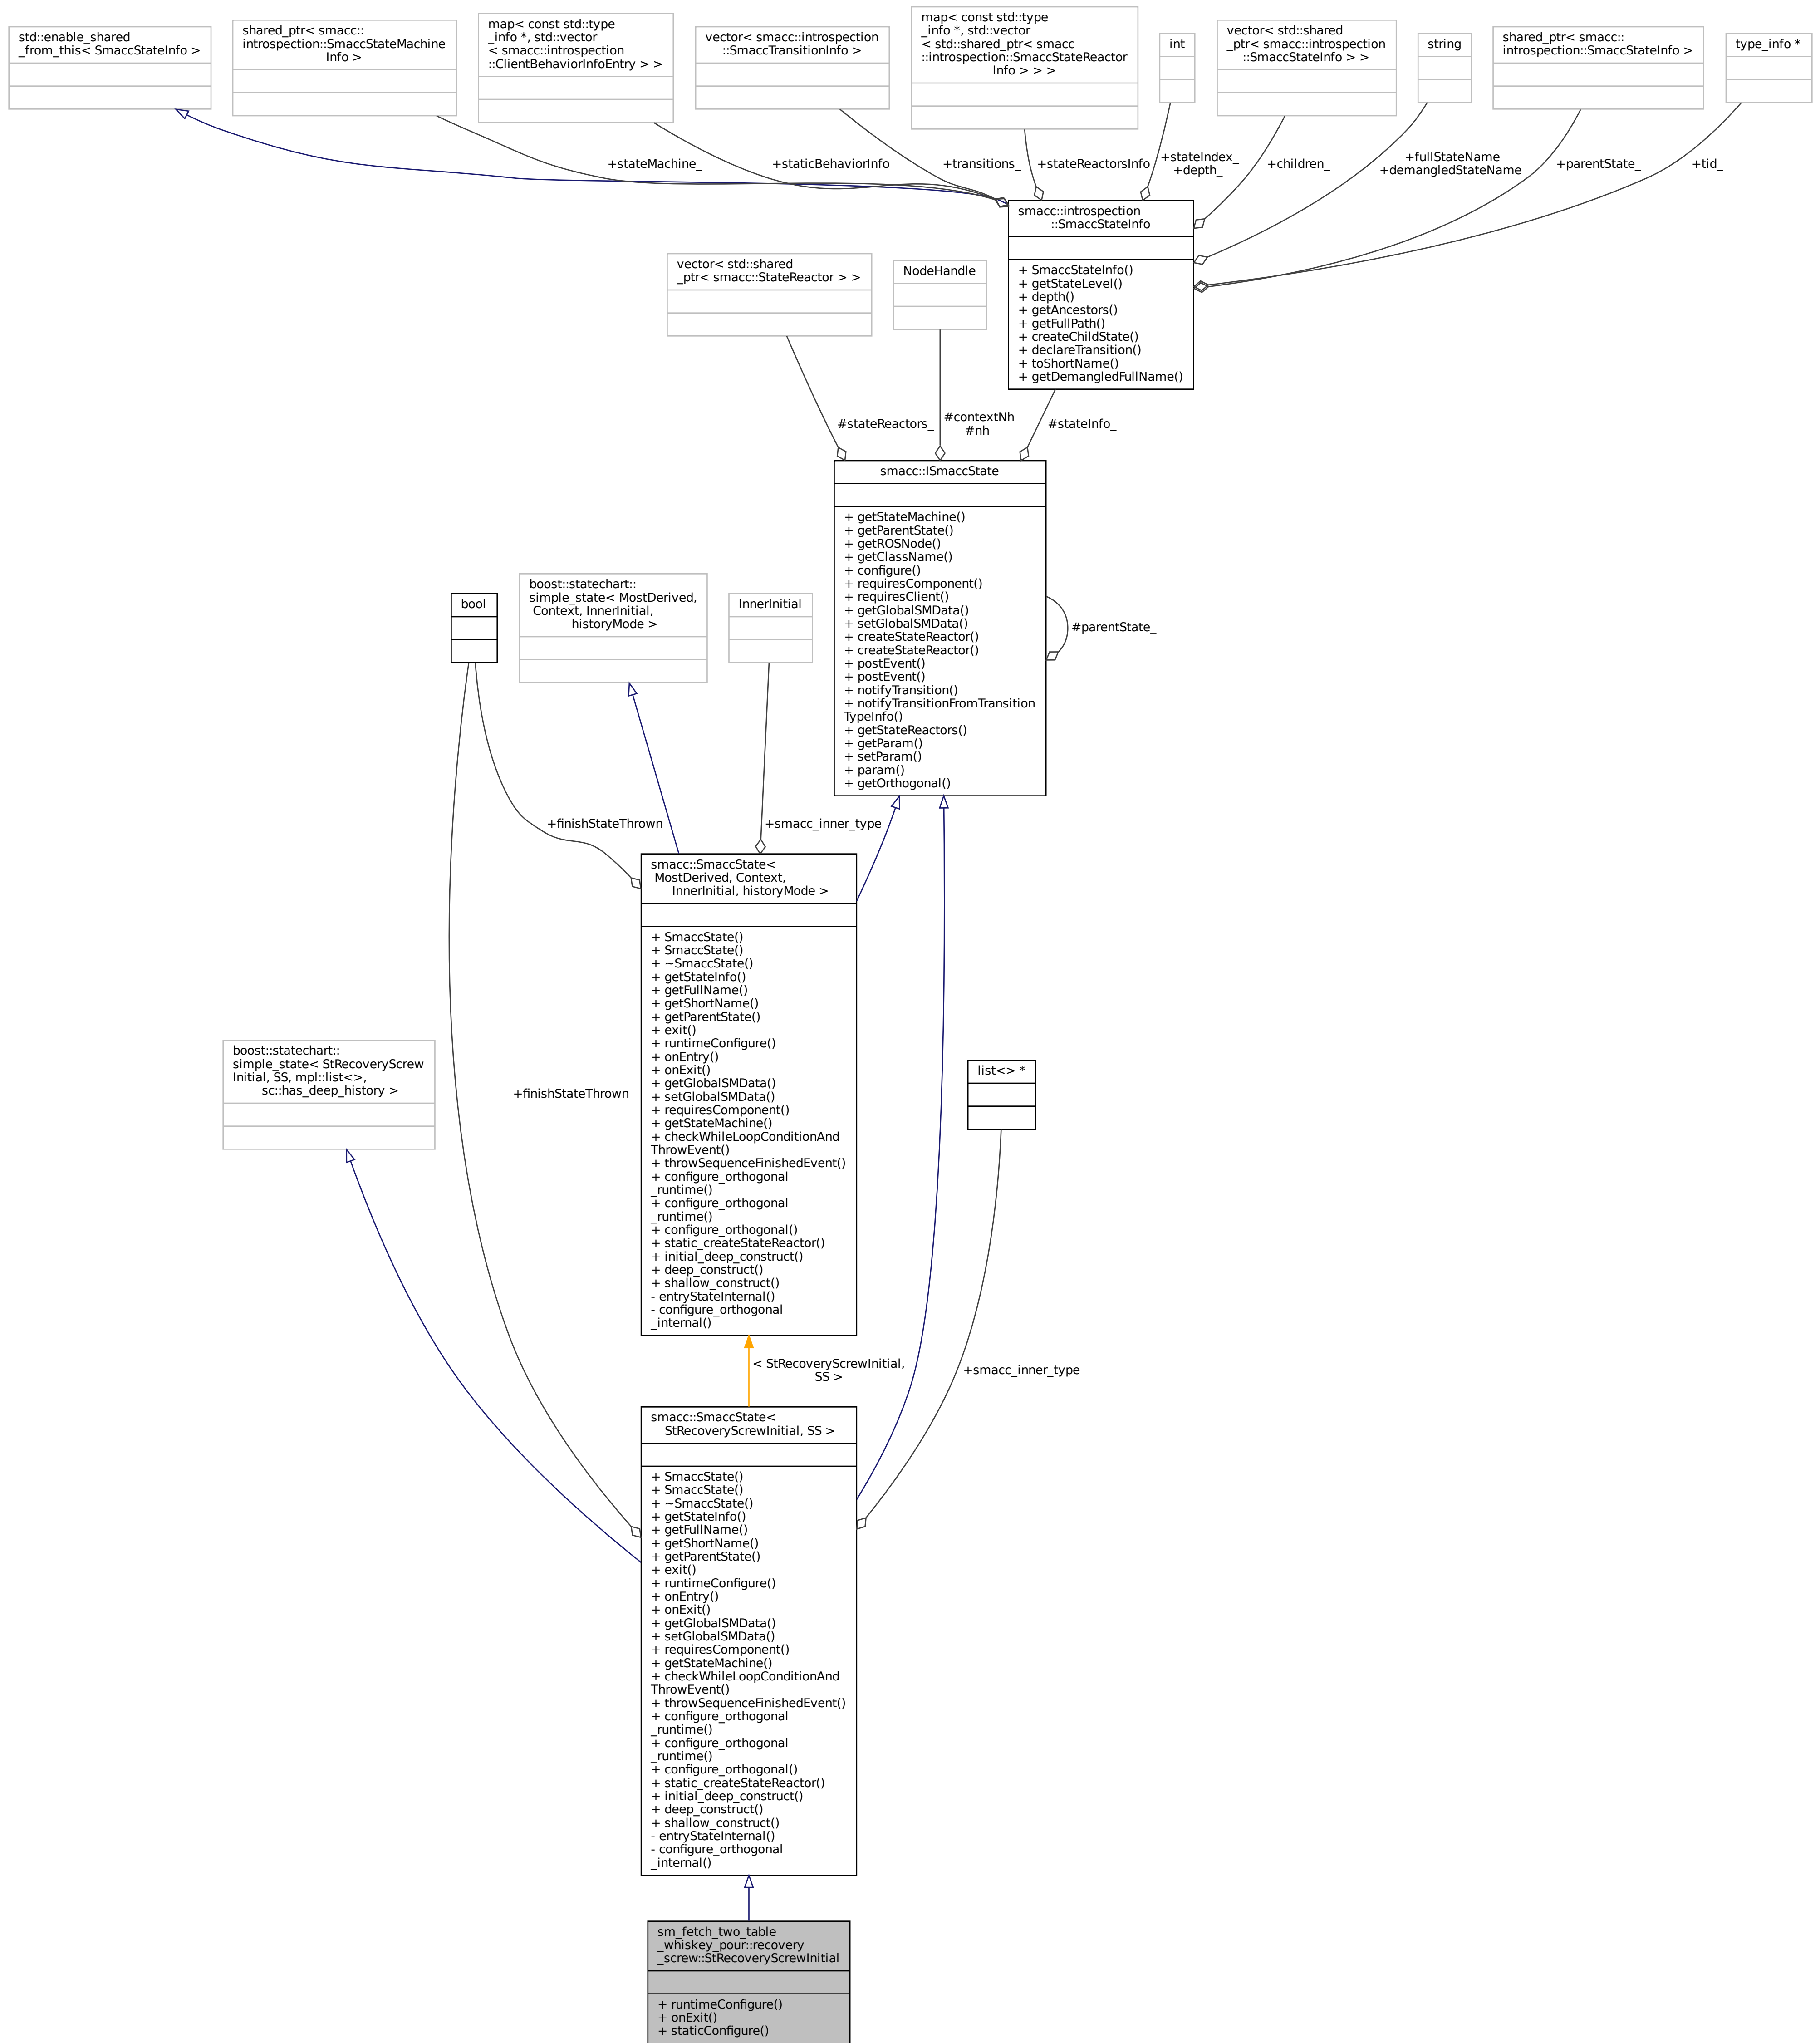 std::enable_shared
_from_this< SmaccStateInfo >
shared_ptr< smacc::
introspection::SmaccStateMachine
Info >
map< const std::type
_info *, std::vector
< smacc::introspection
::ClientBehaviorInfoEntry > >
vector< smacc::introspection
::SmaccTransitionInfo >
map< const std::type
_info *, std::vector
< std::shared_ptr< smacc
::introspection::SmaccStateReactor
Info > > >
int
vector< std::shared
_ptr< smacc::introspection
::SmaccStateInfo > >
string
shared_ptr< smacc::
introspection::SmaccStateInfo >
type_info *
+stateMachine_
+staticBehaviorInfo
+transitions_
+stateReactorsInfo
+stateIndex_
+depth_
+children_
+fullStateName
+demangledStateName
+parentState_
+tid_
smacc::introspection
::SmaccStateInfo
+ SmaccStateInfo()
+ getStateLevel()
+ depth()
+ getAncestors()
+ getFullPath()
+ createChildState()
+ declareTransition()
+ toShortName()
+ getDemangledFullName()
vector< std::shared
_ptr< smacc::StateReactor > >
NodeHandle
#stateReactors_
#contextNh
#nh
#stateInfo_
smacc::ISmaccState
+ getStateMachine()
+ getParentState()
+ getROSNode()
+ getClassName()
+ configure()
+ requiresComponent()
+ requiresClient()
+ getGlobalSMData()
+ setGlobalSMData()
+ createStateReactor()
+ createStateReactor()
+ postEvent()
+ postEvent()
+ notifyTransition()
+ notifyTransitionFromTransition
TypeInfo()
+ getStateReactors()
+ getParam()
+ setParam()
+ param()
+ getOrthogonal()
#parentState_
bool
boost::statechart::
simple_state< MostDerived,
Context, InnerInitial,
historyMode >
InnerInitial
+finishStateThrown
+smacc_inner_type
smacc::SmaccState<
MostDerived, Context,
InnerInitial, historyMode >
+ SmaccState()
+ SmaccState()
+ ~SmaccState()
+ getStateInfo()
+ getFullName()
+ getShortName()
+ getParentState()
+ exit()
+ runtimeConfigure()
+ onEntry()
+ onExit()
+ getGlobalSMData()
+ setGlobalSMData()
+ requiresComponent()
+ getStateMachine()
+ checkWhileLoopConditionAnd
ThrowEvent()
+ throwSequenceFinishedEvent()
+ configure_orthogonal
_runtime()
+ configure_orthogonal
_runtime()
+ configure_orthogonal()
+ static_createStateReactor()
+ initial_deep_construct()
+ deep_construct()
+ shallow_construct()
- entryStateInternal()
- configure_orthogonal
_internal()
boost::statechart::
simple_state< StRecoveryScrew
Initial, SS, mpl::list<>,
sc::has_deep_history >
+finishStateThrown
list<> *
< StRecoveryScrewInitial,
SS >
+smacc_inner_type
smacc::SmaccState<
StRecoveryScrewInitial, SS >
+ SmaccState()
+ SmaccState()
+ ~SmaccState()
+ getStateInfo()
+ getFullName()
+ getShortName()
+ getParentState()
+ exit()
+ runtimeConfigure()
+ onEntry()
+ onExit()
+ getGlobalSMData()
+ setGlobalSMData()
+ requiresComponent()
+ getStateMachine()
+ checkWhileLoopConditionAnd
ThrowEvent()
+ throwSequenceFinishedEvent()
+ configure_orthogonal
_runtime()
+ configure_orthogonal
_runtime()
+ configure_orthogonal()
+ static_createStateReactor()
+ initial_deep_construct()
+ deep_construct()
+ shallow_construct()
- entryStateInternal()
- configure_orthogonal
_internal()
sm_fetch_two_table
_whiskey_pour::recovery
_screw::StRecoveryScrewInitial
+ runtimeConfigure()
+ onExit()
+ staticConfigure()